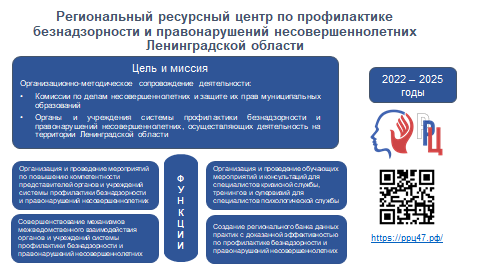 Региональный ресурсный центр по профилактике
безнадзорности и правонарушений несовершеннолетних
Ленинградской области
Цель и миссия
Организационно-методическое сопровождение деятельности:
• Комиссии по делам несовершеннолетних и защите их прав муниципальных
образований
• Органы и учреждения системы профилактики безнадзорности и
правонарушений несовершеннолетних, осуществляющих деятельность на
территории Ленинградской области
2022 – 2025
годы
РРЦ
Организация и проведение мероприятий
по повышению компетентности
представителей органов и учреждений
системы профилактики безнадзорности
и правонарушений несовершеннолетних
Совершенствование механизмов
межведомственного взаимодействия
органов и учреждений системы
профилактики безнадзорности и
правонарушений несовершеннолетних
Ф
У
Н
К
Ц
И
И
Организация и проведение обучающих
мероприятий и консультаций для
специалистов кризисной службы,
тренингов и супервизий для
специалистов психологической службы
Создание регионального банка данных
практик с доказанной эффективностью
по профилактике безнадзорности и
правонарушений несовершеннолетних
https://ррц47.рф/